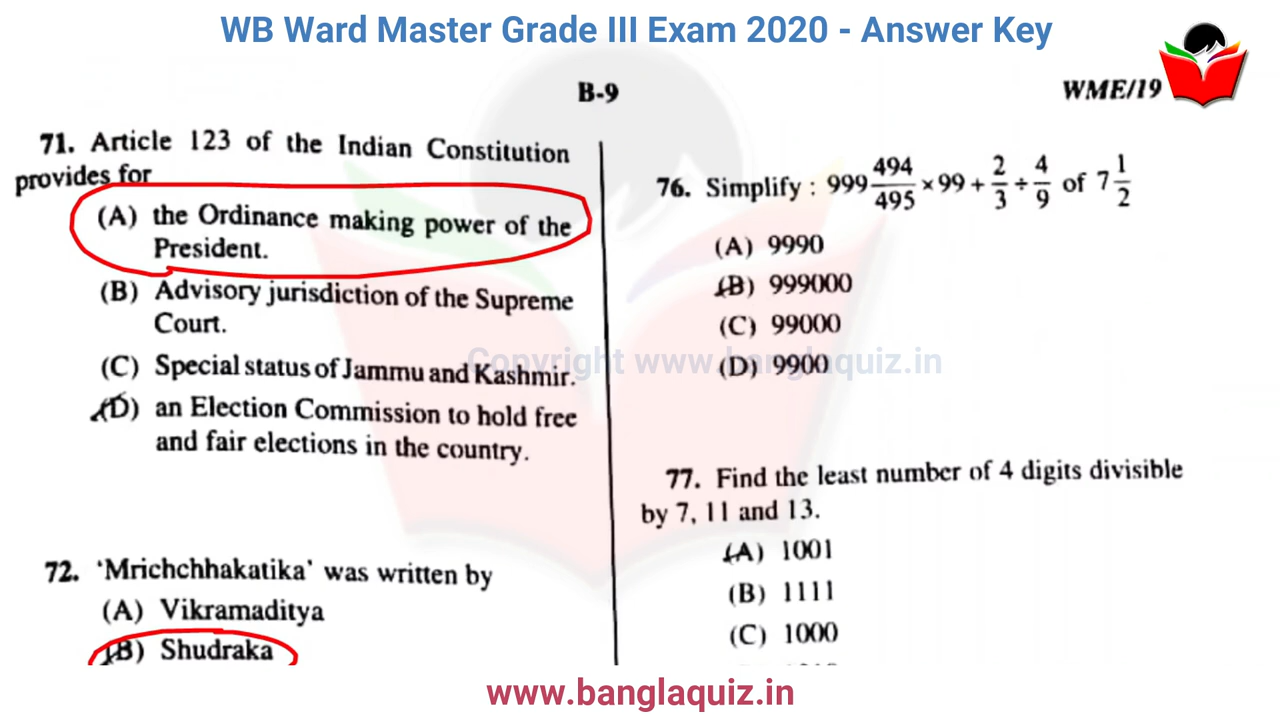 WB Ward Master Grade III Exam 2020 - Answer Key
B-9
WME/19
71. Article 123 of the Indian Constitution
provides for
(A) the Ordinance making power of the
President.
(B) Advisory jurisdiction of the Supreme
Court.
(C) Special status of Jammu and Kashmir.
(D) an Election Commission to hold free
and fair elections in the country.
72. ‘Mrichchhakatika’ was written by
(A) Vikramaditya
(B) Shudraka
76. Simplify : 999 494/495 × 99 + 2/3 ÷ 4/9 of 7 1/2
(A) 9990
(B) 999000
(C) 99000
(D) 9900
77. Find the least number of 4 digits divisible
by 7, 11 and 13.
(A) 1001
(B) 1111
(C) 1000
Copyright www.banglaquiz.in
www.banglaquiz.in